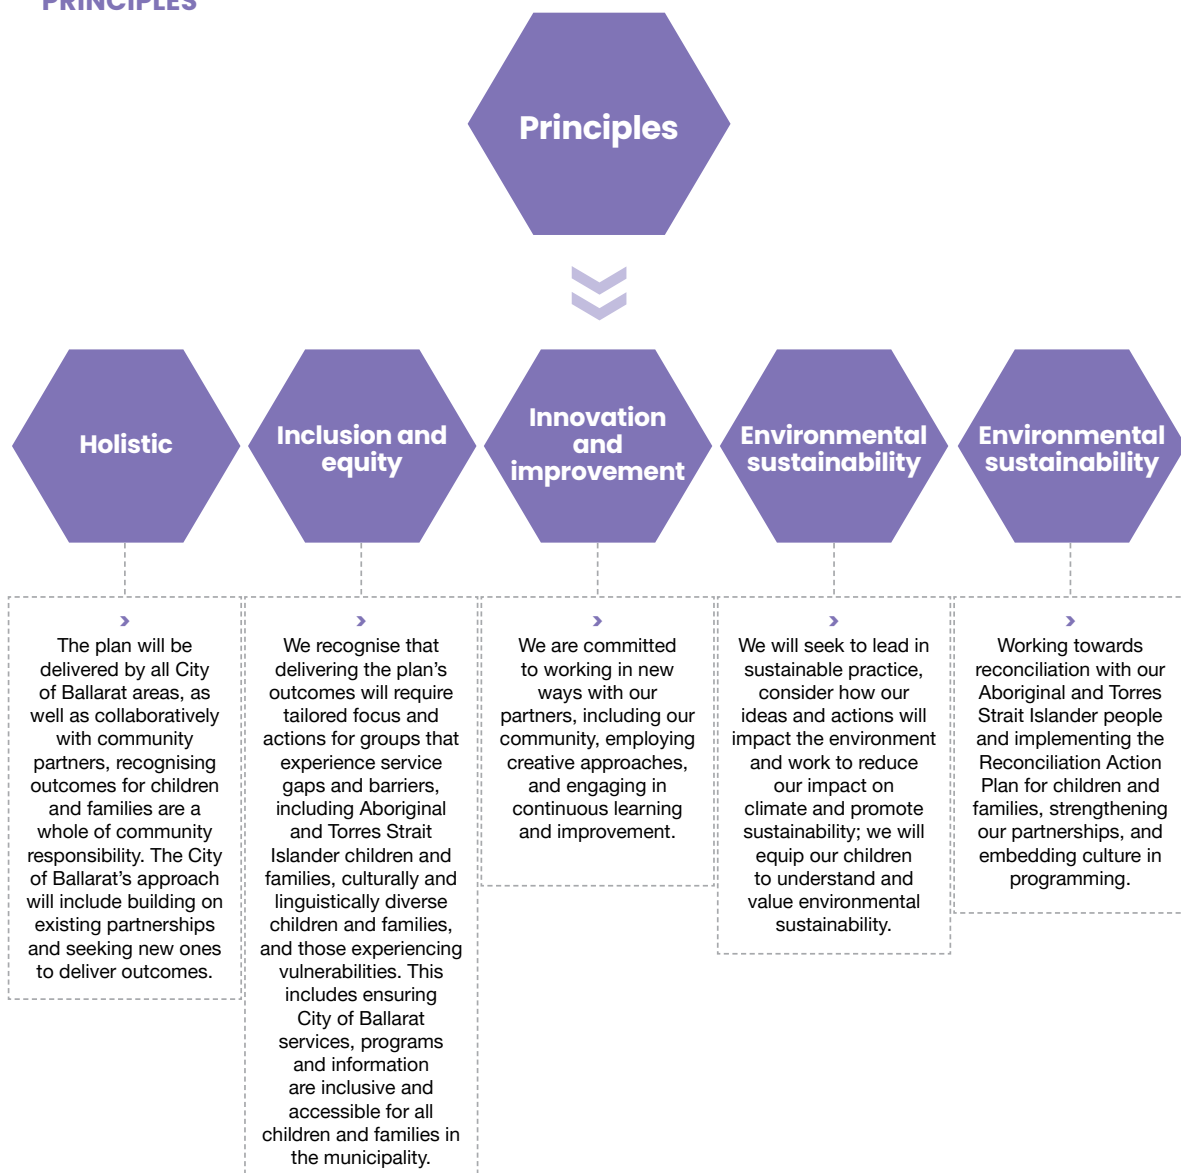 PRINCIPLES
Principles
Holistic
The plan will be
delivered by all City
of Ballarat areas, as
well as collaboratively
with community
partners, recognising
outcomes for children
and families are a
whole of community
responsibility. The City
of Ballarat’s approach
will include building on
existing partnerships
and seeking new ones
to deliver outcomes.
Inclusion and
equity
We recognise that
delivering the plan’s
outcomes will require
tailored focus and
actions for groups that
experience service
gaps and barriers,
including Aboriginal
and Torres Strait
Islander children and
families, culturally and
linguistically diverse
children and families,
and those experiencing
vulnerabilities. This
includes ensuring
City of Ballarat
services, programs
and information
are inclusive and
accessible for all
children and families in
the municipality.
Innovation
and
improvement
We are committed
to working in new
ways with our
partners, including our
community, employing
creative approaches,
and engaging in
continuous learning
and improvement.
Environmental
sustainability
We will seek to lead in
sustainable practice,
consider how our
ideas and actions will
impact the environment
and work to reduce
our impact on
climate and promote
sustainability; we will
equip our children
to understand and
value environmental
sustainability.
Environmental
sustainability
Working towards
reconciliation with our
Aboriginal and Torres
Strait Islander people
and implementing the
Reconciliation Action
Plan for children and
families, strengthening
our partnerships, and
embedding culture in
programming.